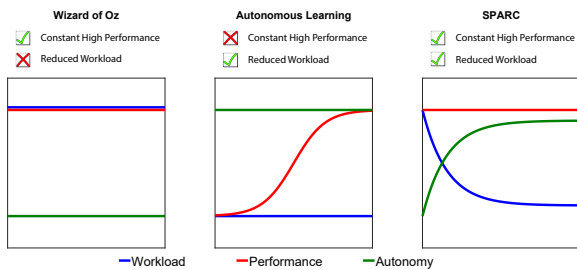 Wizard of Oz
Constant High Performance
Reduced Workload
Autonomous Learning
Constant High Performance
Reduced Workload
SPARC
Constant High Performance
Reduced Workload
Workload Performance Autonomy